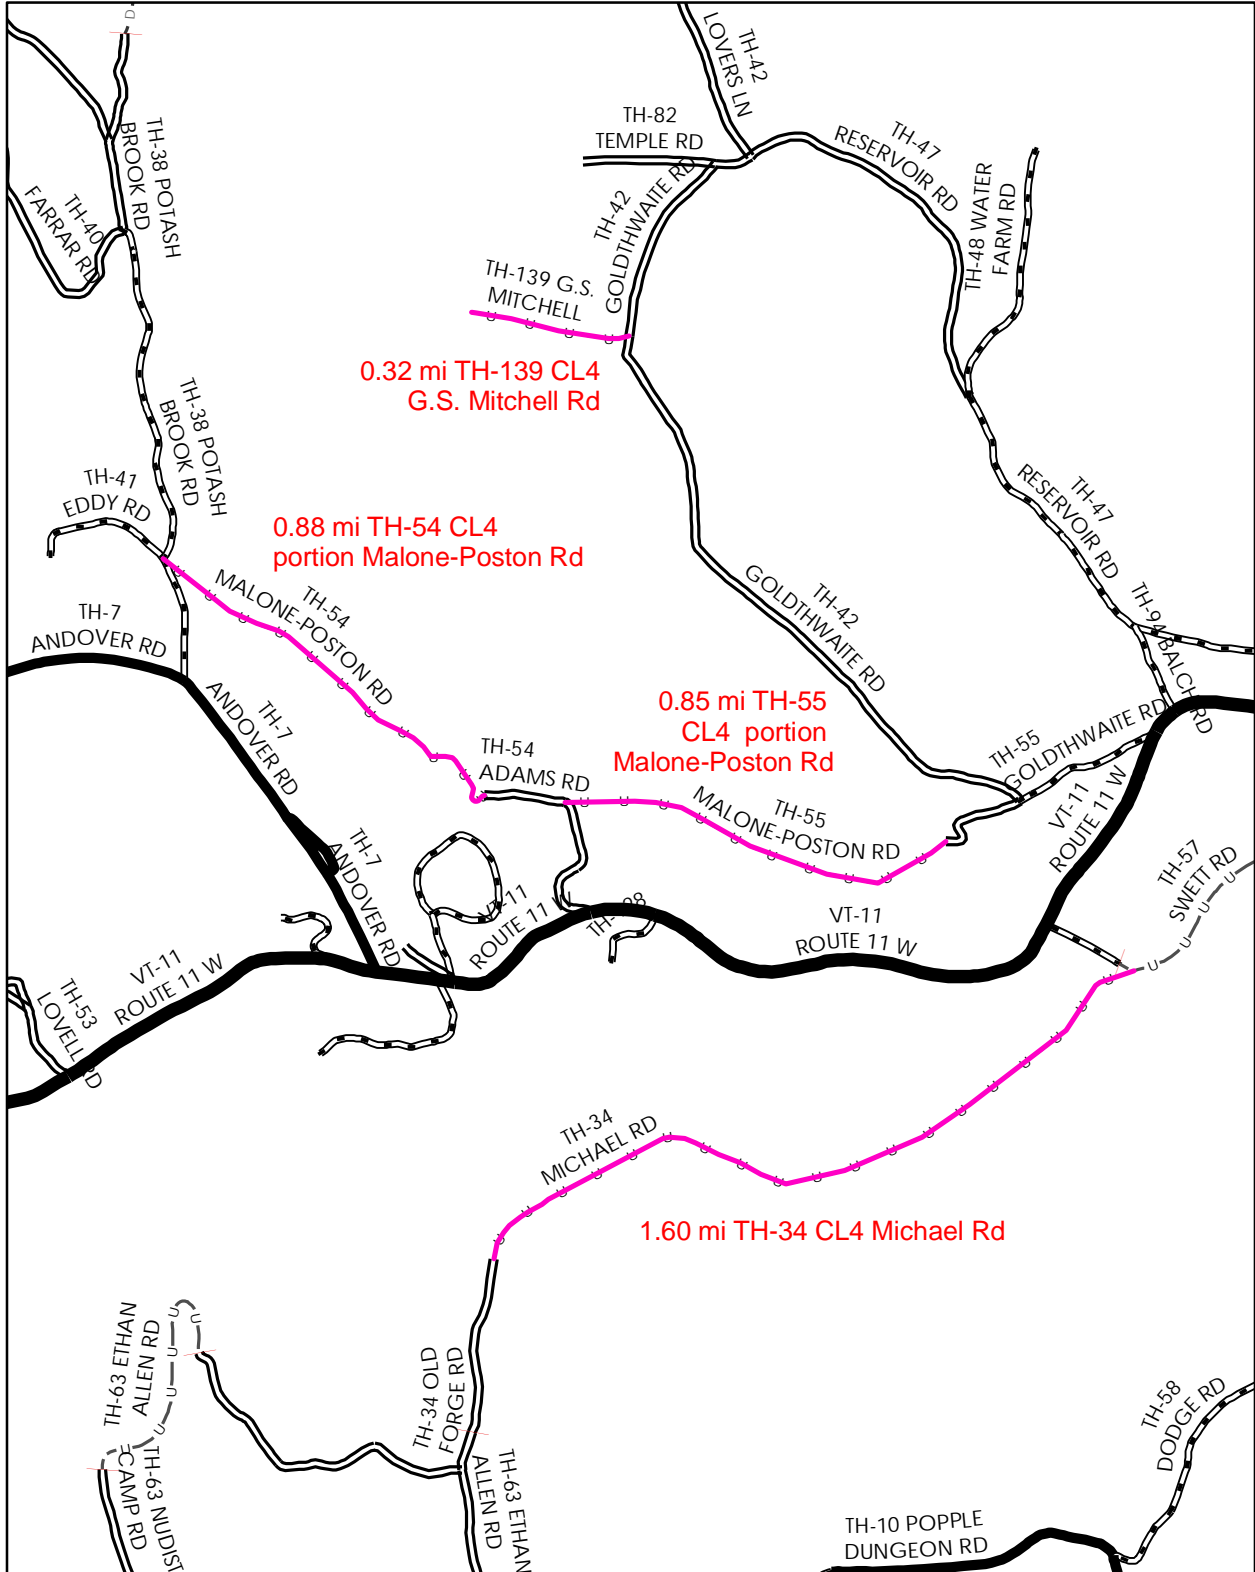 D
TH-42
LOVERS LN
TH-82
TEMPLE RD
TH-47
RESERVOIR RD
TH-38 POTASH
BROOK RD
TH-40
FARRAR RD
TH-42
GOLDTHWAITE RD
TH-48 WATER
FARM RD
TH-139 G.S.
MITCHELL
0.32 mi TH-139 CL4
G.S. Mitchell Rd
TH-38 POTASH
BROOK RD
TH-41
EDDY RD
TH-47
RESERVOIR RD
0.88 mi TH-54 CL4
portion Malone-Poston Rd
TH-54
MALONE-POSTON RD
TH-42
GOLDTHWAITE RD
TH-7
ANDOVER RD
TH-94 BALCH RD
TH-7
ANDOVER RD
0.85 mi TH-55
CL4 portion
Malone-Poston Rd
TH-55
GOLDTHWAITE RD
TH-54
ADAMS RD
TH-55
MALONE-POSTON RD
VT-11
ROUTE 11 W
TH-7
ANDOVER RD
TH-57
SWETT RD
VT-11
ROUTE 11 W
VT-11
ROUTE 11 W
VT-11
ROUTE 11 W
TH-53
LOVELL RD
TH-34
MICHAEL RD
1.60 mi TH-34 CL4 Michael Rd
TH-63 ETHAN
ALLEN RD
TH-34 OLD
FORGE RD
TH-63 NUDIST
CAMP RD
TH-63 ETHAN
ALLEN RD
TH-58
DODGE RD
TH-10 POPPLE
DUNGEON RD